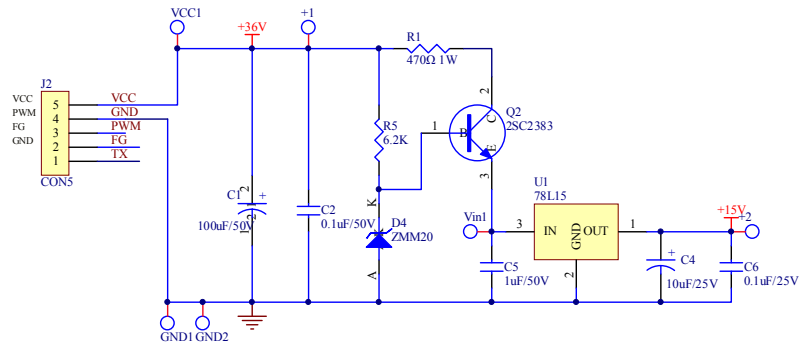 VCC1
+36V
+1
R1
470Ω 1W
J2
VCC
PWM
FG
GND
5
4
3
2
1
VCC
GND
PWM
FG
TX
CON5
2
Q2
2SC2383
1
B
C
E
3
R5
6.2K
C1
2
1
100uF/50V
C2
0.1uF/50V
K
D4
ZMM20
A
U1
78L15
Vin1
3
IN
OUT
GND
1
2
+15V
+2
C5
1uF/50V
C4
10uF/25V
C6
0.1uF/25V
GND1
GND2